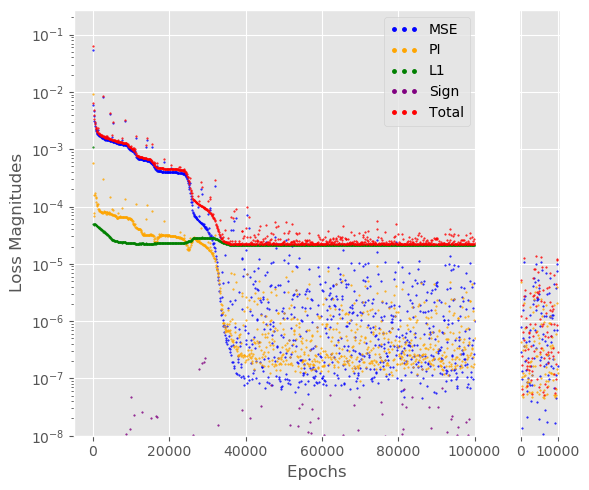 10⁻¹
10⁻²
10⁻³
10⁻⁴
10⁻⁵
10⁻⁶
10⁻⁷
10⁻⁸
Loss Magnitudes
MSE
PI
L1
Sign
Total
0 20000 40000 60000 80000 100000 0 10000
Epochs